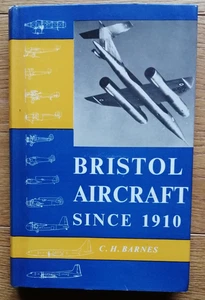 BRISTOL
AIRCRAFT
SINCE 1910
C. H. BARNES